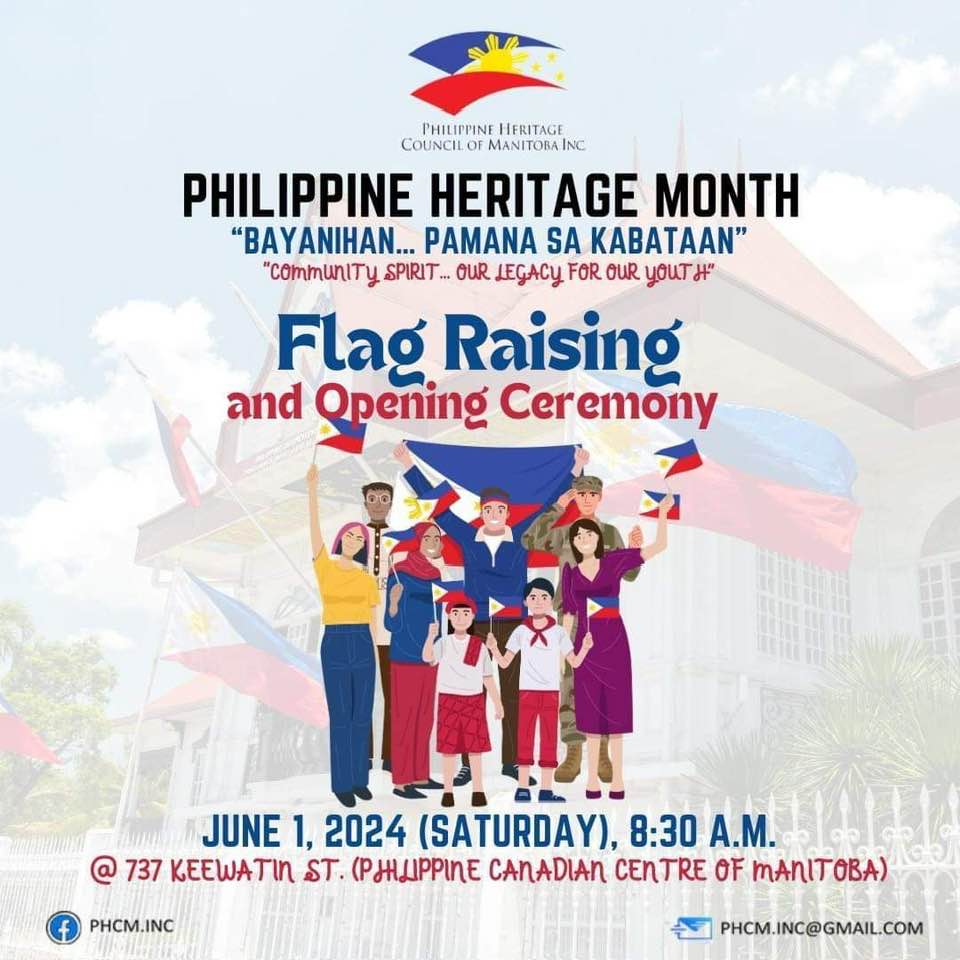 PHILIPPINE HERITAGE
COUNCIL OF MANITOBA INC
PHILIPPINE HERITAGE MONTH
“BAYANIHAN... PAMANA SA KABATAAN”
"COMMUNITY SPIRIT... OUR LEGACY FOR OUR YOUTH"
Flag Raising
and Opening Ceremony
JUNE 1, 2024 (SATURDAY), 8:30 A.M.
@ 737 KEEWATIN ST. (PHILIPPINE CANADIAN CENTRE OF MANITOBA)
PHCM.INC
PHCM.INC@GMAIL.COM